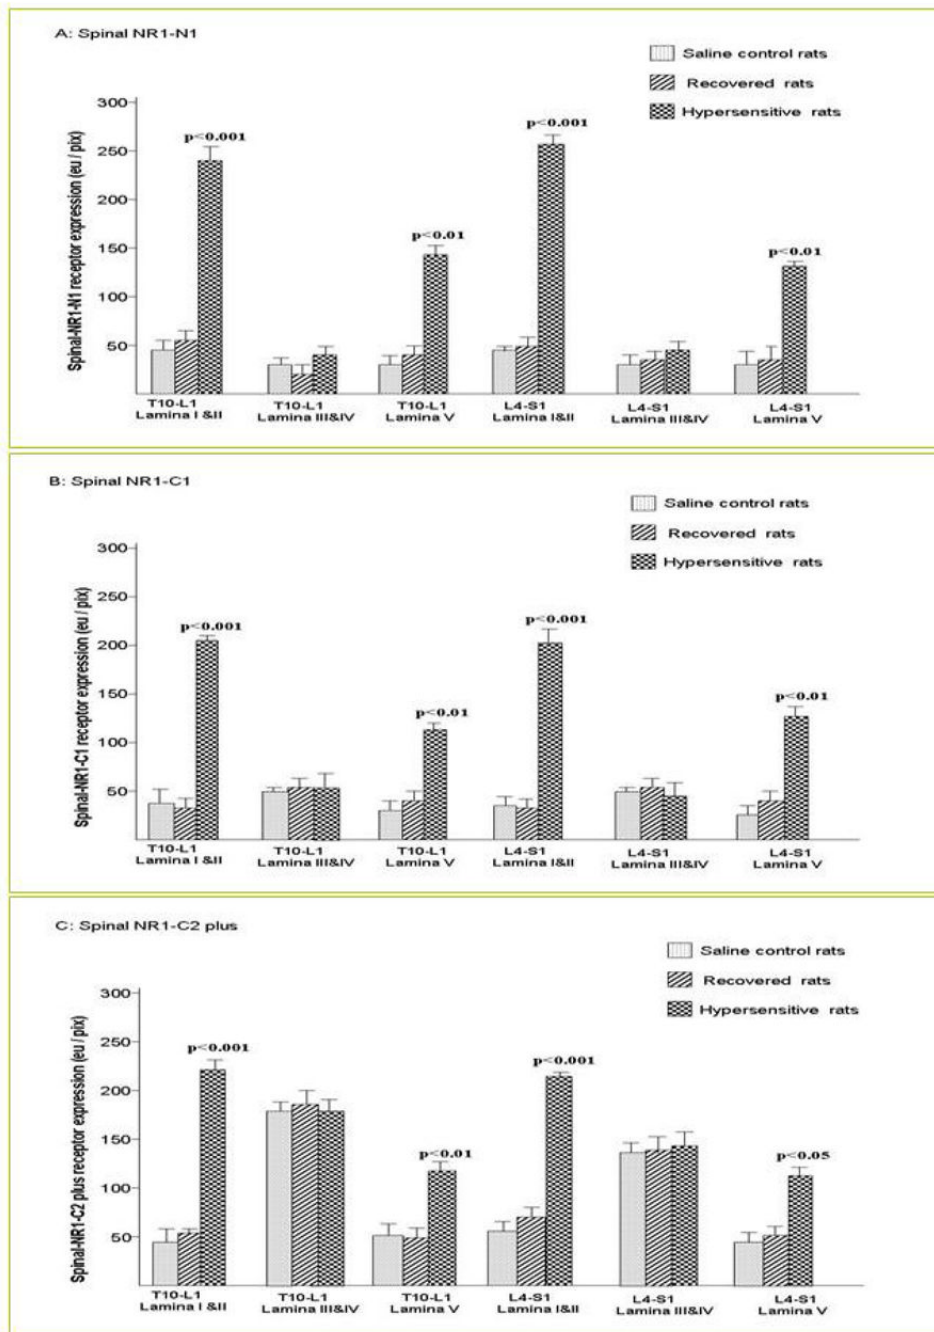 A: Spinal NR1-N1
Saline control rats
Recovered rats
Hypersensitive rats
Spinal-NR1-N1 receptor expression (eu / pix)
300
250
200
150
100
50
p<0.001
p<0.01
p<0.001
p<0.01
T10-L1 T10-L1 T10-L1 L4-S1 L4-S1 L4-S1
Lamina I &II Lamina III&IV Lamina V Lamina I&II Lamina III&IV Lamina V
B: Spinal NR1-C1
Saline control rats
Recovered rats
Hypersensitive rats
Spinal-NR1-C1 receptor expression (eu / pix)
300
250
200
150
100
50
p<0.001
p<0.01
p<0.001
p<0.01
T10-L1 T10-L1 T10-L1 L4-S1 L4-S1 L4-S1
Lamina I &II Lamina III&IV Lamina V Lamina I&II Lamina III&IV Lamina V
C: Spinal NR1-C2 plus
Saline control rats
Recovered rats
Hypersensitive rats
Spinal-NR1-C2 plus receptor expression (eu / pix)
300
250
200
150
100
50
p<0.001
p<0.01
p<0.001
p<0.05
T10-L1 T10-L1 T10-L1 L4-S1 L4-S1 L4-S1
Lamina I &II Lamina III&IV Lamina V Lamina I&II Lamina III&IV Lamina V